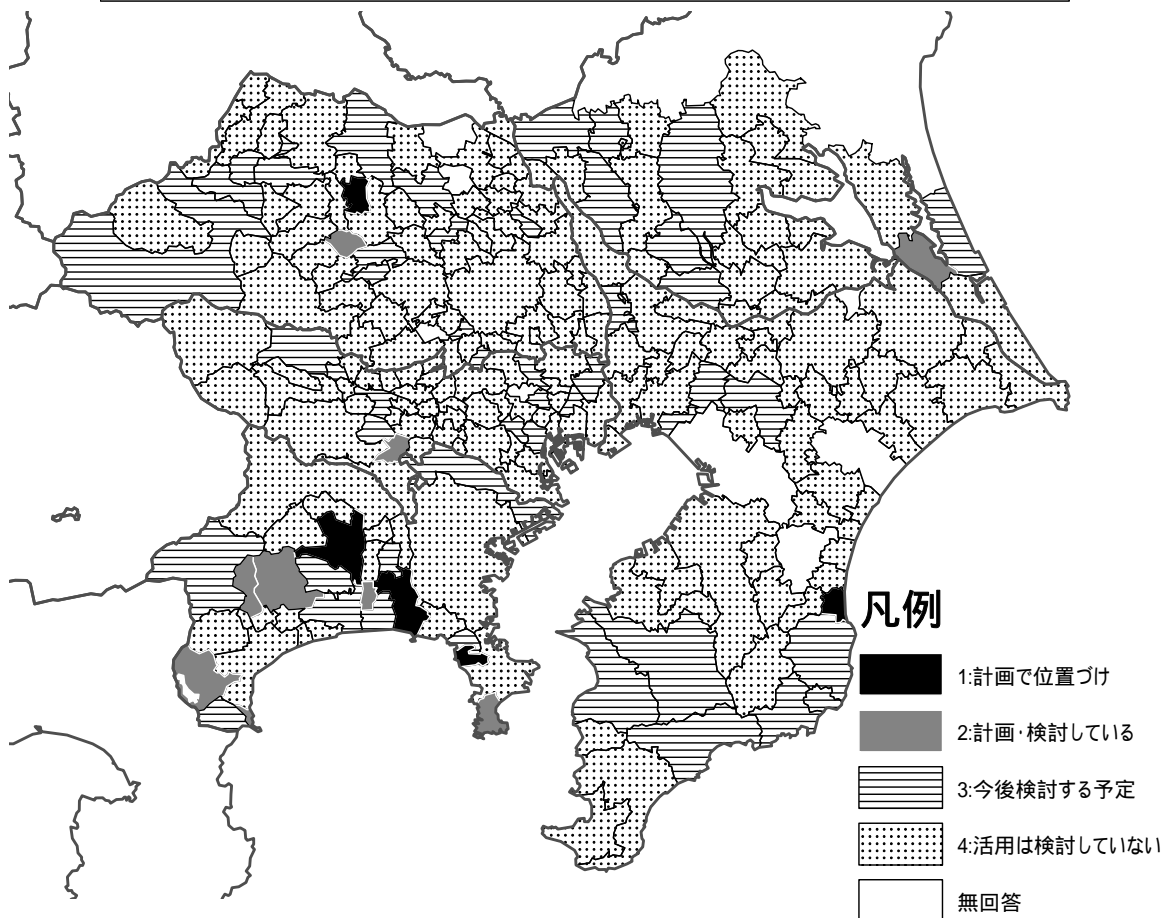 凡例
1:計画で位置づけ
2:計画・検討している
3:今後検討する予定
4:活用は検討していない
無回答